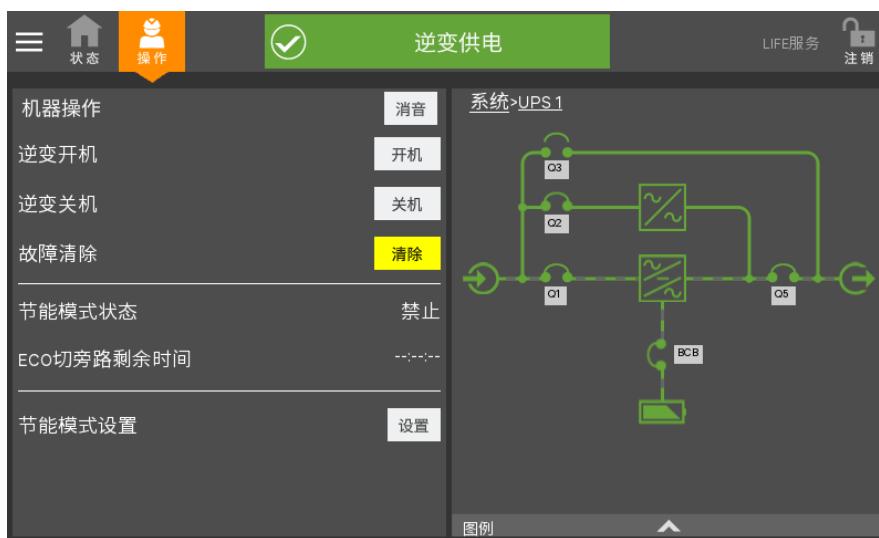 状态
操作
逆变供电
LIFE服务
注销
机器操作
消音
逆变开机
开机
逆变关机
关机
故障清除
清除
节能模式状态
禁止
ECO切旁路剩余时间
--:--:--
节能模式设置
设置
系统>UPS 1
Q3
Q2
Q1
Q5
BCB
图例